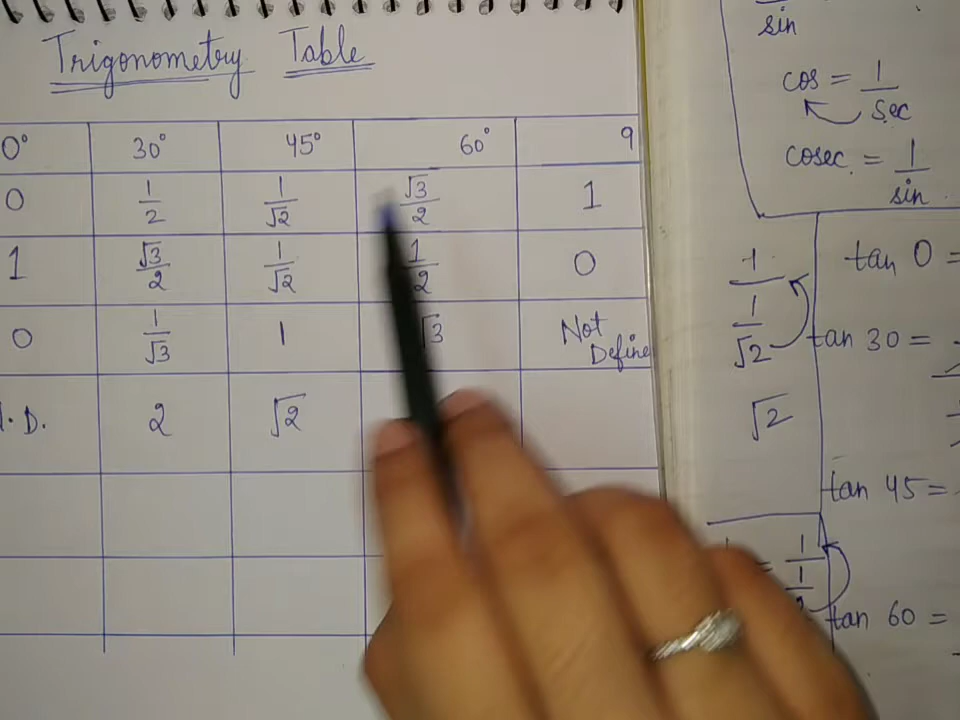 Trigonometry Table
0° 30° 45° 60° 9
0 1/2 1/√2 √3/2 1
1 √3/2 1/√2 1/2 0
0 1/√3 1 √3 Not Define
. D. 2 √2
sin
cos = 1/sec
cosec = 1/sin
1
1/√2
√2
tan 0 =
tan 30 =
tan 45 =
tan 60 =